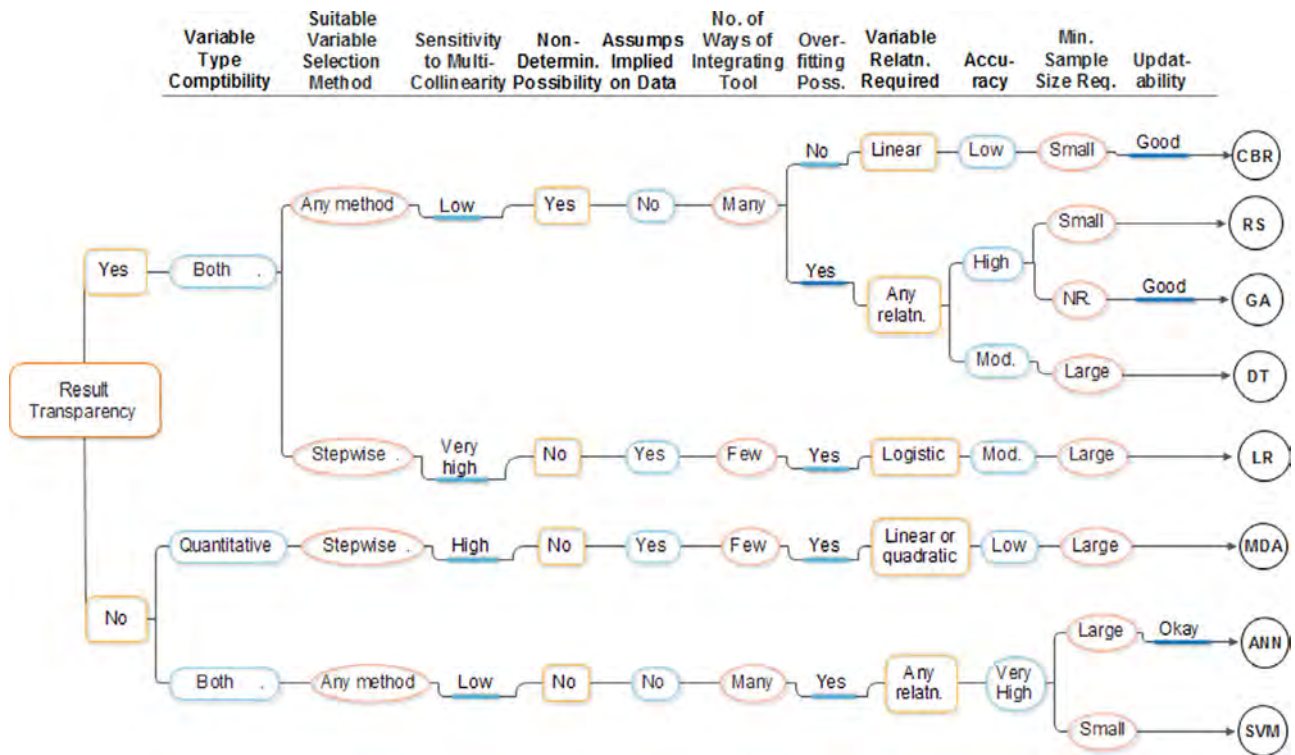 Variable Type Comptibility
Suitable Variable Selection Method
Sensitivity to Multi-Collinearity
Non-Determin. Possibility
Assumps Implied on Data
No. of Ways of Integrating Tool
Over-fitting Poss.
Variable Relatn. Required
Accu-racy
Min. Sample Size Req.
Updat-ability
No
Linear
Low
Small
Good
CBR
Any method
Low
Yes
No
Many
Small
RS
Yes
Both .
High
Yes
Any relatn.
NR.
Good
GA
Mod.
Large
DT
Result Transparency
Stepwise .
Very high
No
Yes
Few
Yes
Logistic
Mod.
Large
LR
Quantitative
Stepwise .
High
No
Yes
Few
Yes
Linear or quadratic
Low
Large
MDA
No
Large
Okay
ANN
Both .
Any method
Low
No
No
Many
Yes
Any relatn.
Very High
Small
SVM